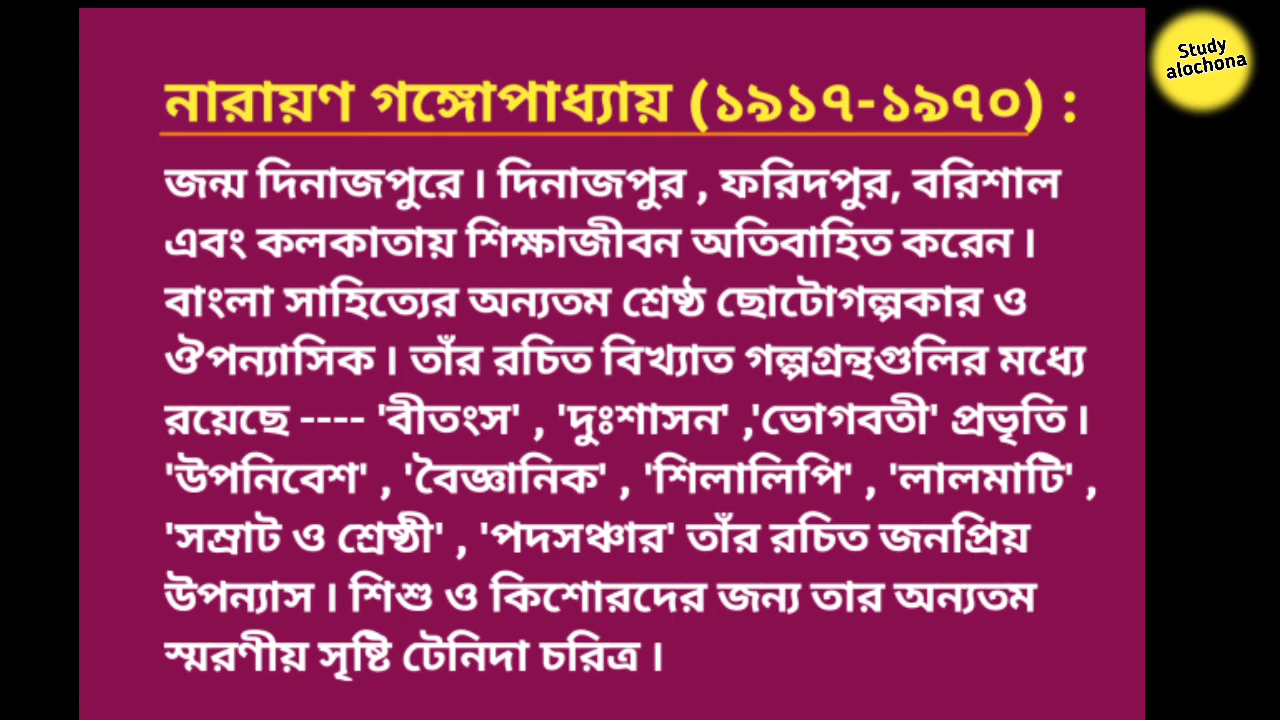 নারায়ণ গঙ্গোপাধ্যায় (১৯১৭-১৯৭০) :
জন্ম দিনাজপুরে । দিনাজপুর , ফরিদপুর, বরিশাল
এবং কলকাতায় শিক্ষাজীবন অতিবাহিত করেন ।
বাংলা সাহিত্যের অন্যতম শ্রেষ্ঠ ছোটোগল্পকার ও
ঔপন্যাসিক । তাঁর রচিত বিখ্যাত গল্পগ্রন্থগুলির মধ্যে
রয়েছে ---- 'বীতংস' , 'দুঃশাসন' ,'ভোগবতী' প্রভৃতি ।
'উপনিবেশ' , 'বৈজ্ঞানিক' , 'শিলালিপি' , 'লালমাটি' ,
'সম্রাট ও শ্রেষ্ঠী' , 'পদসঞ্চার' তাঁর রচিত জনপ্রিয়
উপন্যাস । শিশু ও কিশোরদের জন্য তার অন্যতম
স্মরণীয় সৃষ্টি টেনিদা চরিত্র ।
Study
alochona